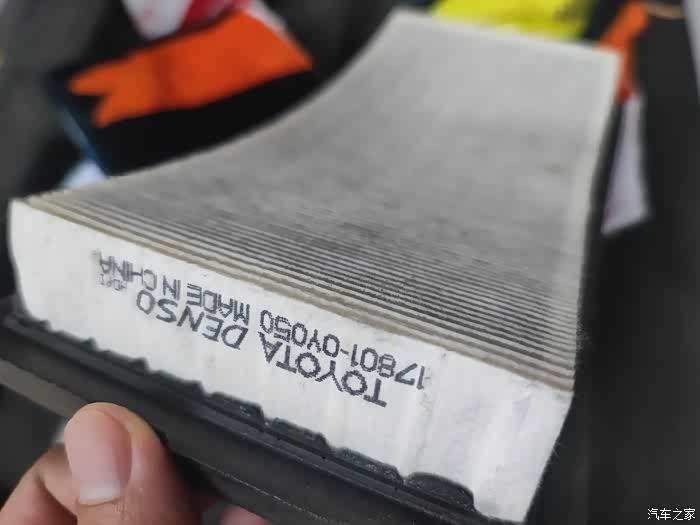 TOYOTA DENSO
17801-0Y050 MADE IN CHINA
汽车之家